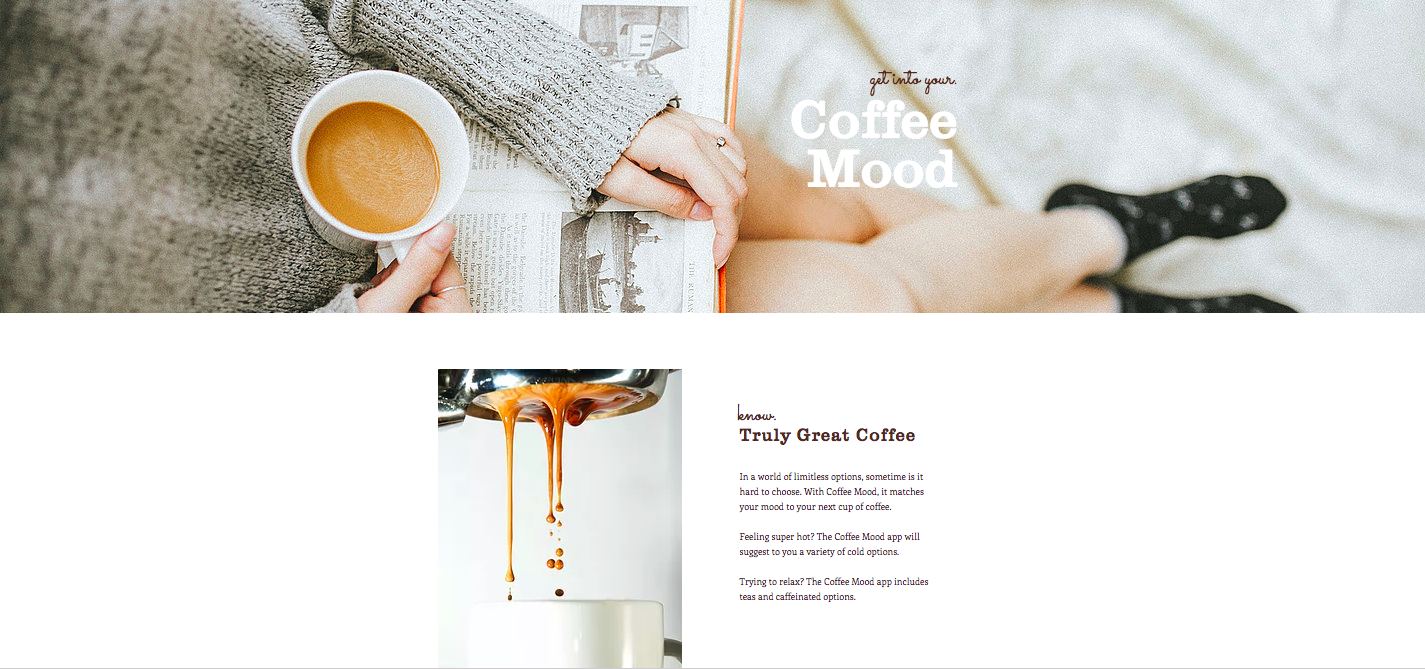 get into your.
Coffee
Mood
know.
Truly Great Coffee
In a world of limitless options, sometime is it
hard to choose. With Coffee Mood, it matches
your mood to your next cup of coffee.
Feeling super hot? The Coffee Mood app will
suggest to you a variety of cold options.
Trying to relax? The Coffee Mood app includes
teas and caffeinated options.